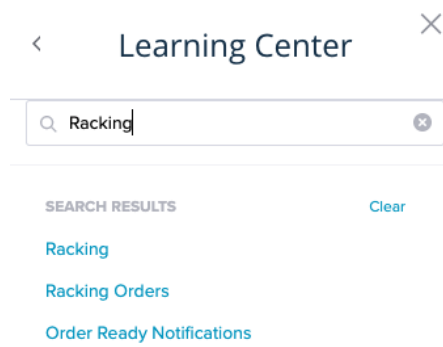 Learning Center
Racking
SEARCH RESULTS Clear
Racking
Racking Orders
Order Ready Notifications